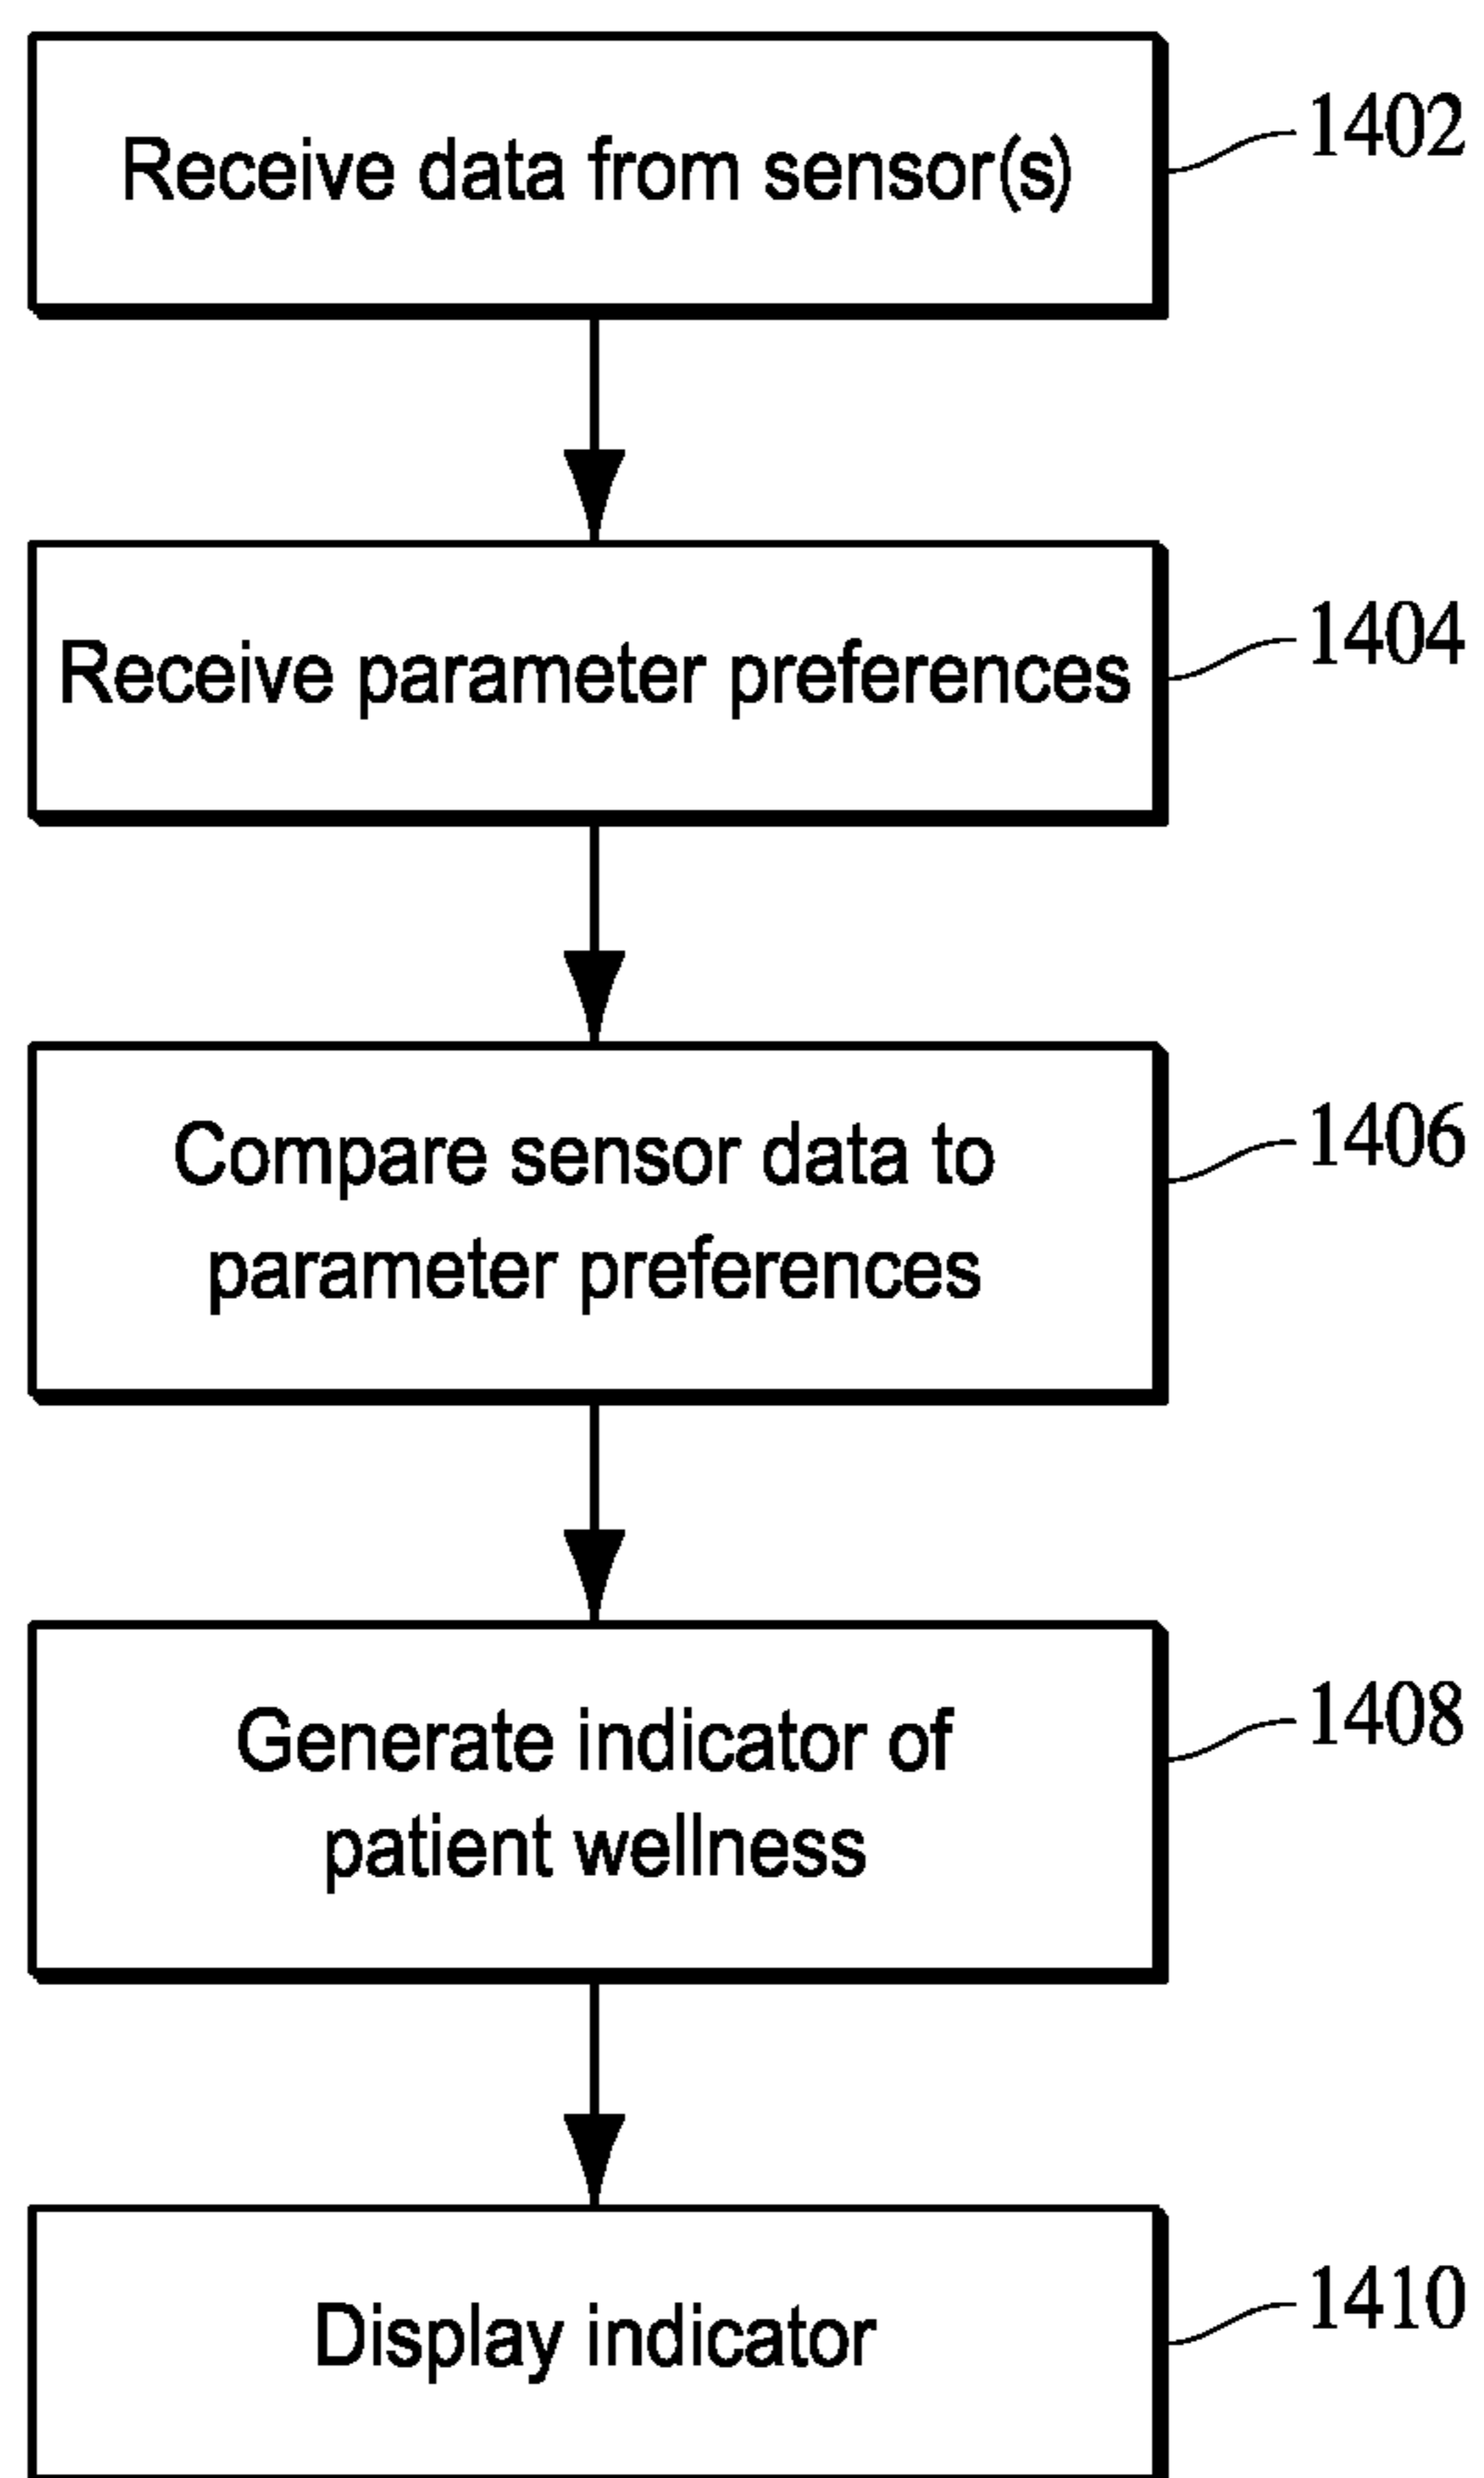 Receive data from sensor(s)
1402
Receive parameter preferences
1404
Compare sensor data to
parameter preferences
1406
Generate indicator of
patient wellness
1408
Display indicator
1410